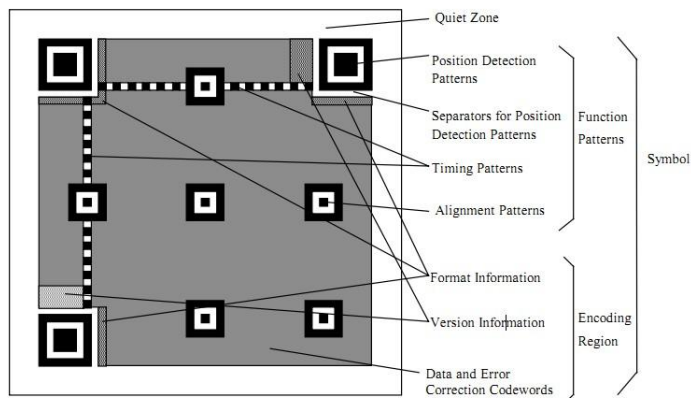 Quiet Zone
Position Detection
Patterns
Separators for Position
Detection Patterns
Function
Patterns
Symbol
Timing Patterns
Alignment Patterns
Format Information
Version Information
Encoding
Region
Data and Error
Correction Codewords